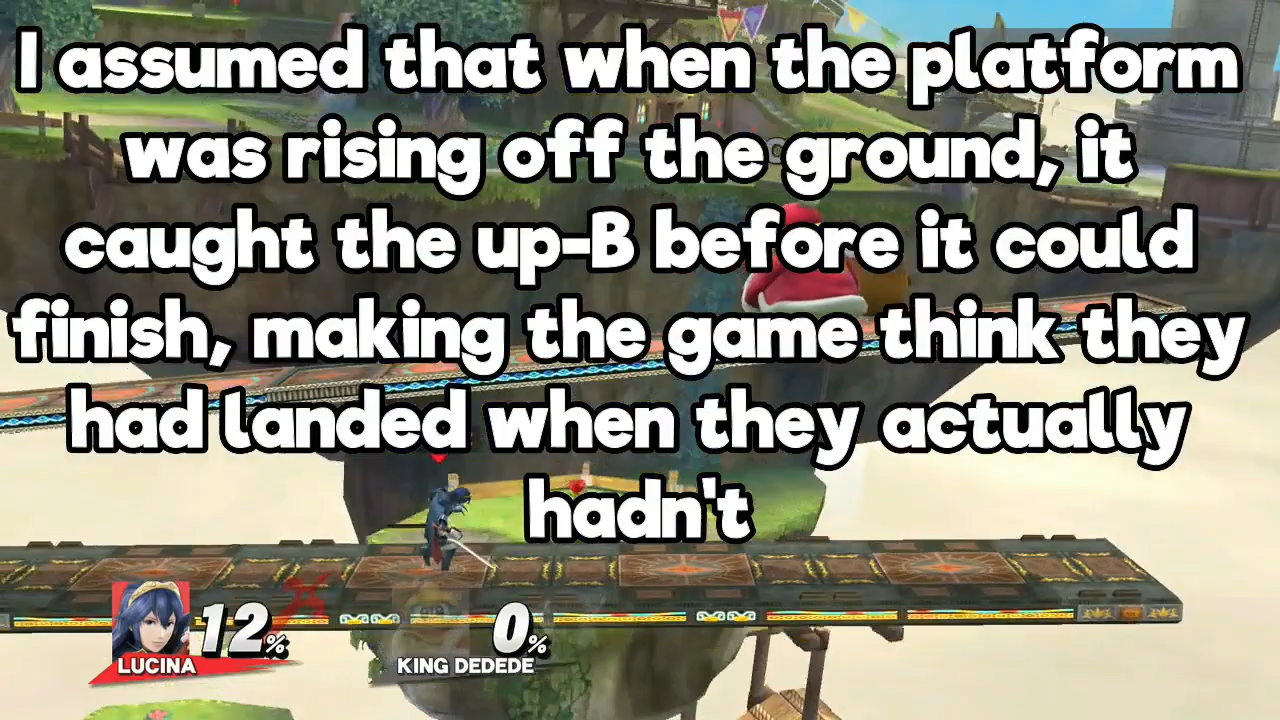 I assumed that when the platform
was rising off the ground, it
caught the up-B before it could
finish, making the game think they
had landed when they actually
hadn't
12%
0%
LUCINA
KING DEDEDE